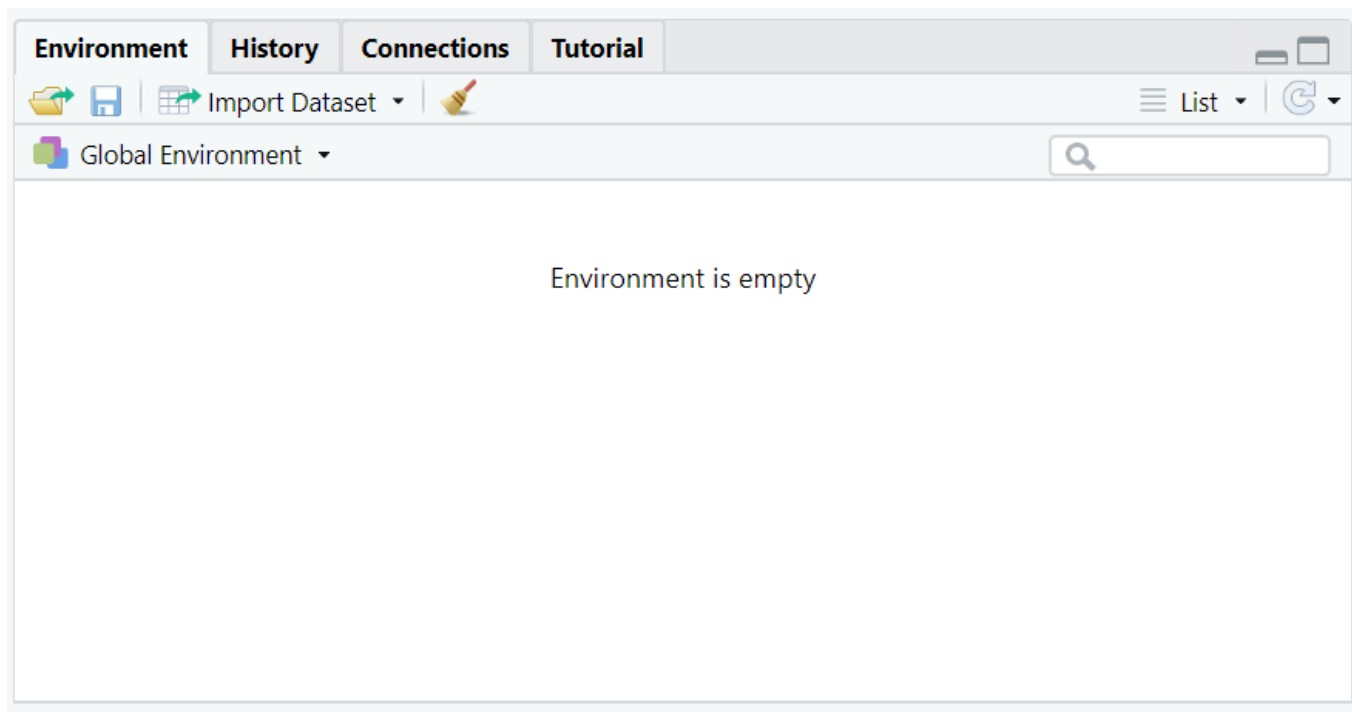 Environment History Connections Tutorial
Import Dataset List
Global Environment
Environment is empty